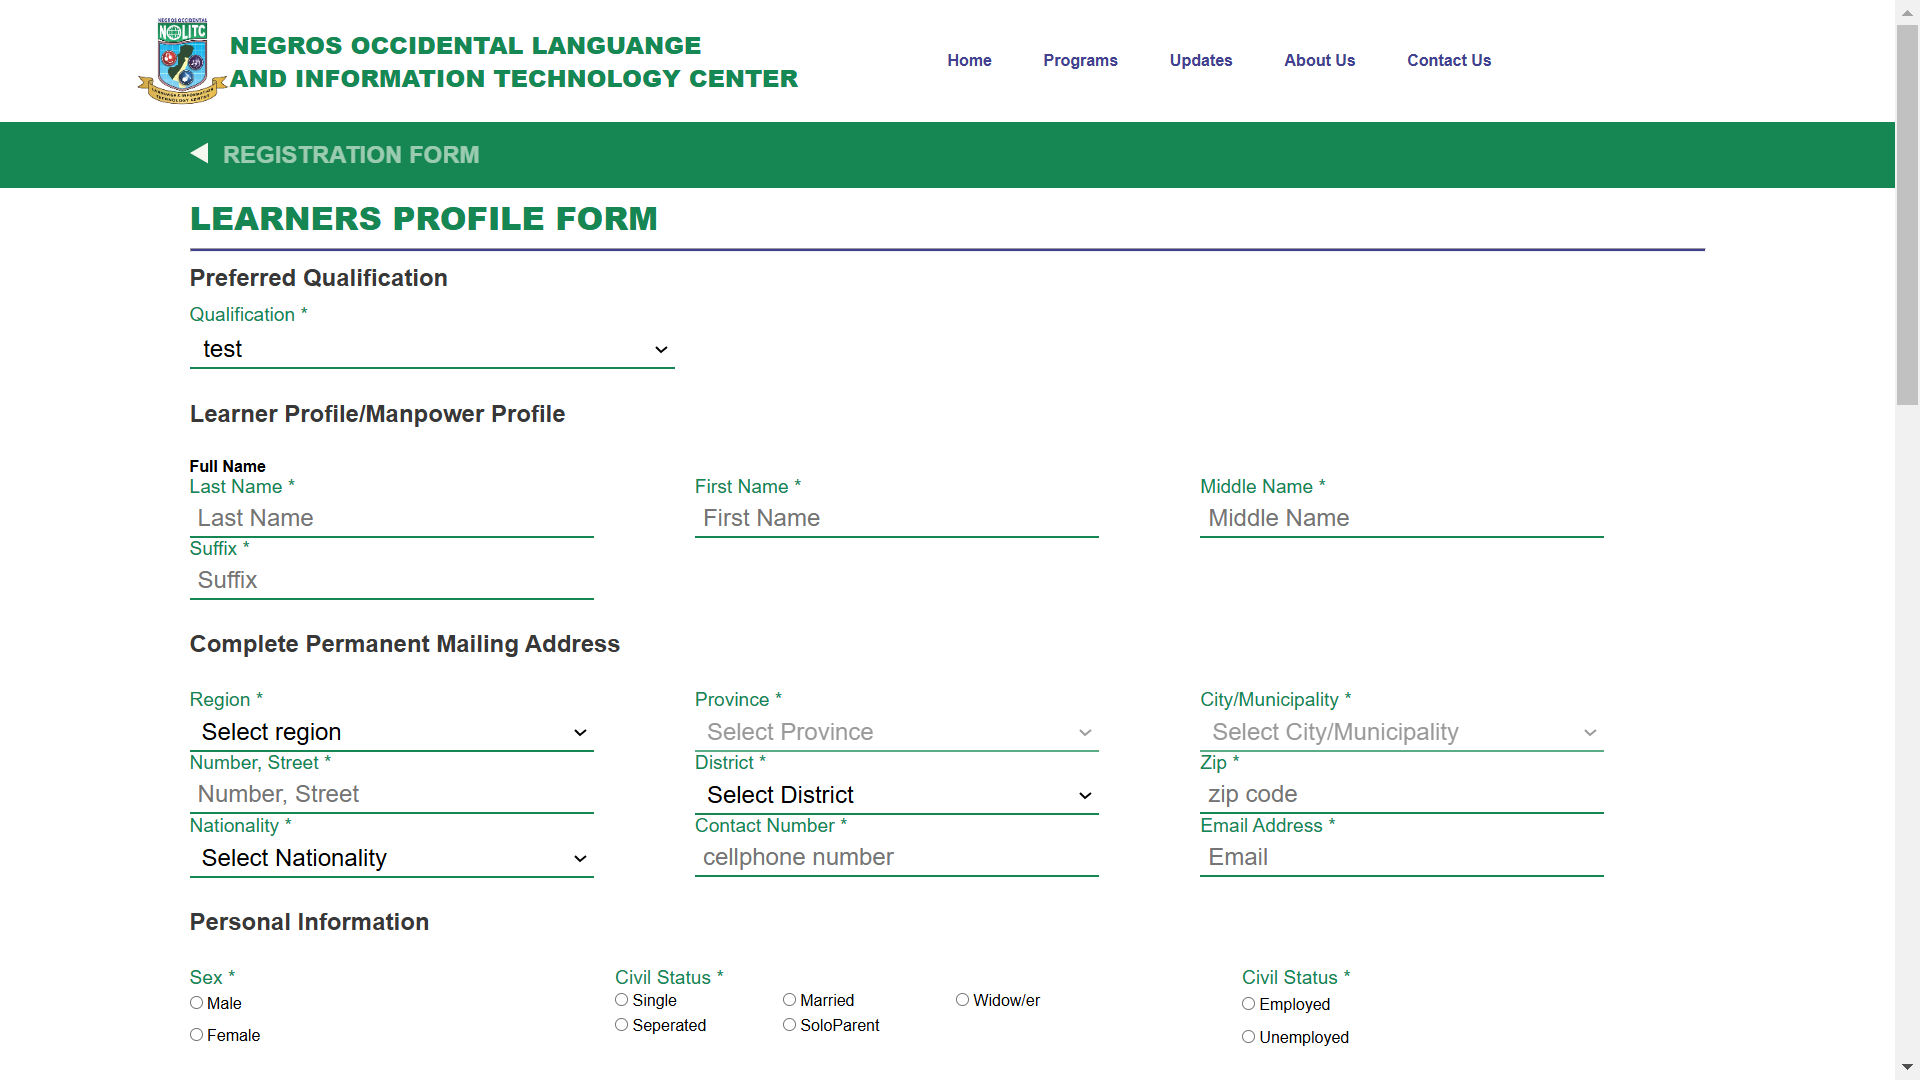 NEGROS OCCIDENTAL
NOLITC
LANGUAGE & INFORMATION
TECHNOLOGY CENTER
NEGROS OCCIDENTAL LANGUANGE
AND INFORMATION TECHNOLOGY CENTER
Home Programs Updates About Us Contact Us
REGISTRATION FORM
LEARNERS PROFILE FORM
Preferred Qualification
Qualification *
test
Learner Profile/Manpower Profile
Full Name
Last Name * First Name * Middle Name *
Last Name First Name Middle Name
Suffix *
Suffix
Complete Permanent Mailing Address
Region * Province * City/Municipality *
Select region Select Province Select City/Municipality
Number, Street * District * Zip *
Number, Street Select District zip code
Nationality * Contact Number * Email Address *
Select Nationality cellphone number Email
Personal Information
Sex * Civil Status * Civil Status *
Male Single Married Widow/er Employed
Female Seperated SoloParent Unemployed